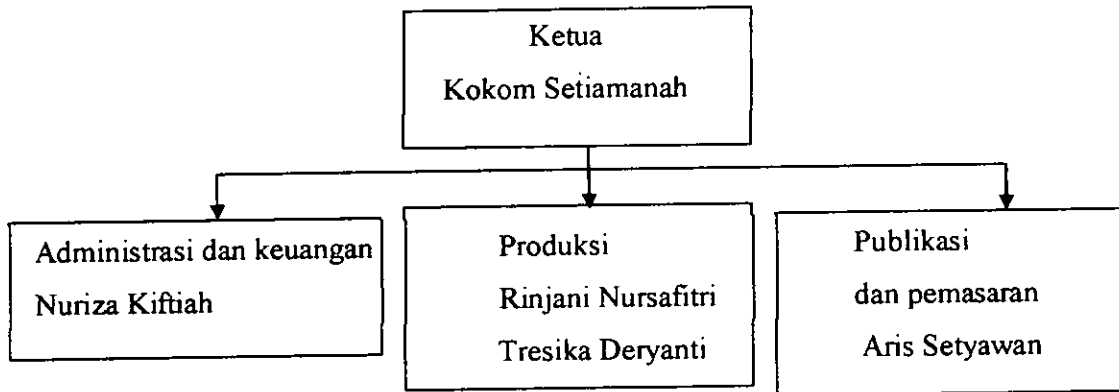 Ketua
Kokom Setiamanah
Administrasi dan keuangan
Nuriza Kiftiah
Produksi
Rinjani Nursafitri
Tresika Deryanti
Publikasi
dan pemasaran
Aris Setyawan